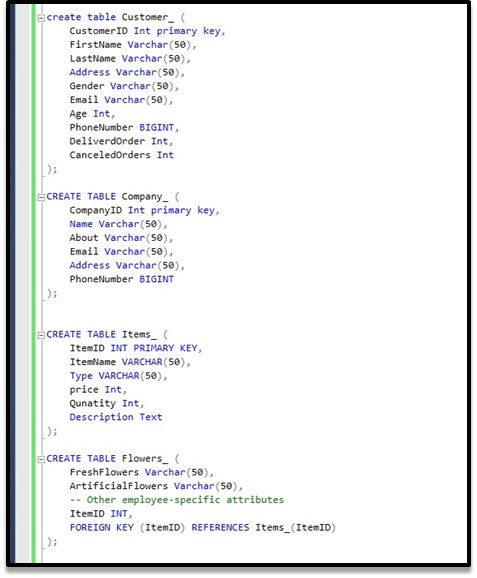 create table Customer_ (
CustomerID Int primary key,
FirstName Varchar(50),
LastName Varchar(50),
Address Varchar(50),
Gender Varchar(50),
Email Varchar(50),
Age Int,
PhoneNumber BIGINT,
DeliverdOrder Int,
CanceledOrders Int
);
CREATE TABLE Company_ (
CompanyID Int primary key,
Name Varchar(50),
About Varchar(50),
Email Varchar(50),
Address Varchar(50),
PhoneNumber BIGINT
);
CREATE TABLE Items_ (
ItemID INT PRIMARY KEY,
ItemName VARCHAR(50),
Type VARCHAR(50),
price Int,
Qunatity Int,
Description Text
);
CREATE TABLE Flowers_ (
FreshFlowers Varchar(50),
ArtificialFlowers Varchar(50),
-- Other employee-specific attributes
ItemID INT,
FOREIGN KEY (ItemID) REFERENCES Items_(ItemID)
);